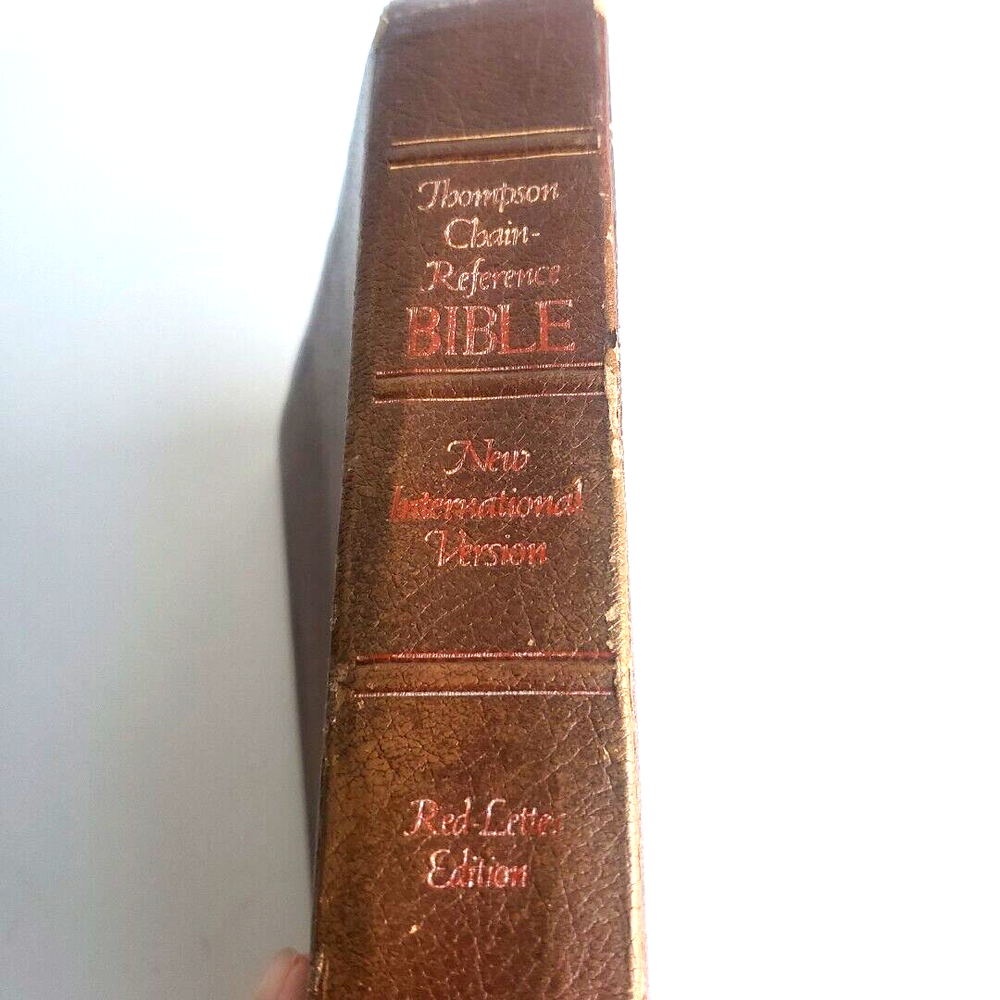 Thompson
Chain-
Reference
BIBLE
New
International
Version
Red-Letter
Edition